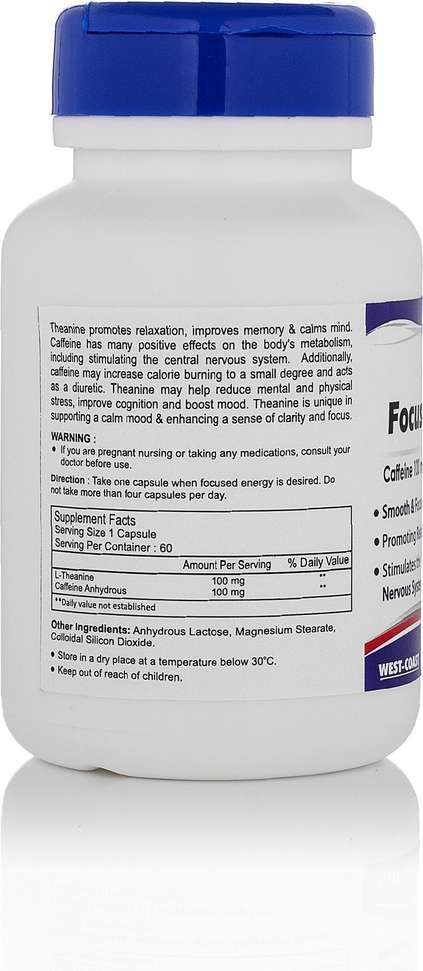 Theanine promotes relaxation, improves memory & calms mind.
Caffeine has many positive effects on the body's metabolism,
including stimulating the central nervous system. Additionally,
caffeine may increase calorie burning to a small degree and acts
as a diuretic. Theanine may help reduce mental and physical
stress, improve cognition and boost mood. Theanine is unique in
supporting a calm mood & enhancing a sense of clarity and focus.
WARNING :
• If you are pregnant nursing or taking any medications, consult your
doctor before use.
Direction : Take one capsule when focused energy is desired. Do
not take more than four capsules per day.
Supplement Facts
Serving Size 1 Capsule
Serving Per Container : 60
Amount Per Serving % Daily Value
L-Theanine 100 mg **
Caffeine Anhydrous 100 mg **
**Daily value not established
Other Ingredients: Anhydrous Lactose, Magnesium Stearate,
Colloidal Silicon Dioxide.
• Store in a dry place at a temperature below 30°C.
• Keep out of reach of children.
Focus
Caffeine 100 m
• Smooth &
• Promoting
• Stimulates
Nervous
WEST-COAST